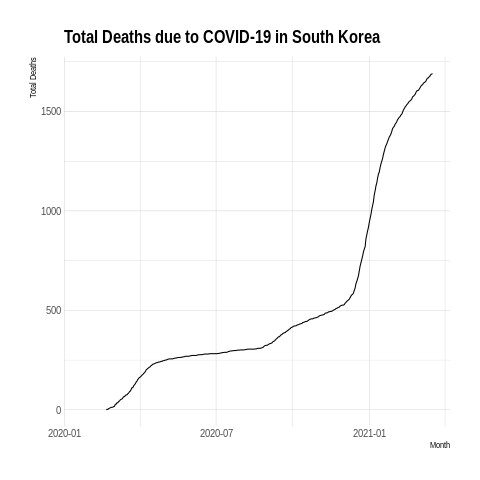 Total Deaths due to COVID-19 in South Korea
Total Deaths
1500
1000
500
0
2020-01
2020-07
2021-01
Month